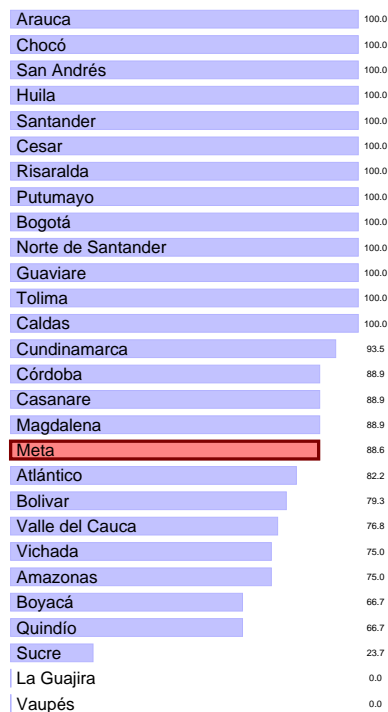 Arauca 100.0
Chocó 100.0
San Andrés 100.0
Huila 100.0
Santander 100.0
Cesar 100.0
Risaralda 100.0
Putumayo 100.0
Bogotá 100.0
Norte de Santander 100.0
Guaviare 100.0
Tolima 100.0
Caldas 100.0
Cundinamarca 93.5
Córdoba 88.9
Casanare 88.9
Magdalena 88.9
Meta 88.6
Atlántico 82.2
Bolivar 79.3
Valle del Cauca 76.8
Vichada 75.0
Amazonas 75.0
Boyacá 66.7
Quindío 66.7
Sucre 23.7
La Guajira 0.0
Vaupés 0.0